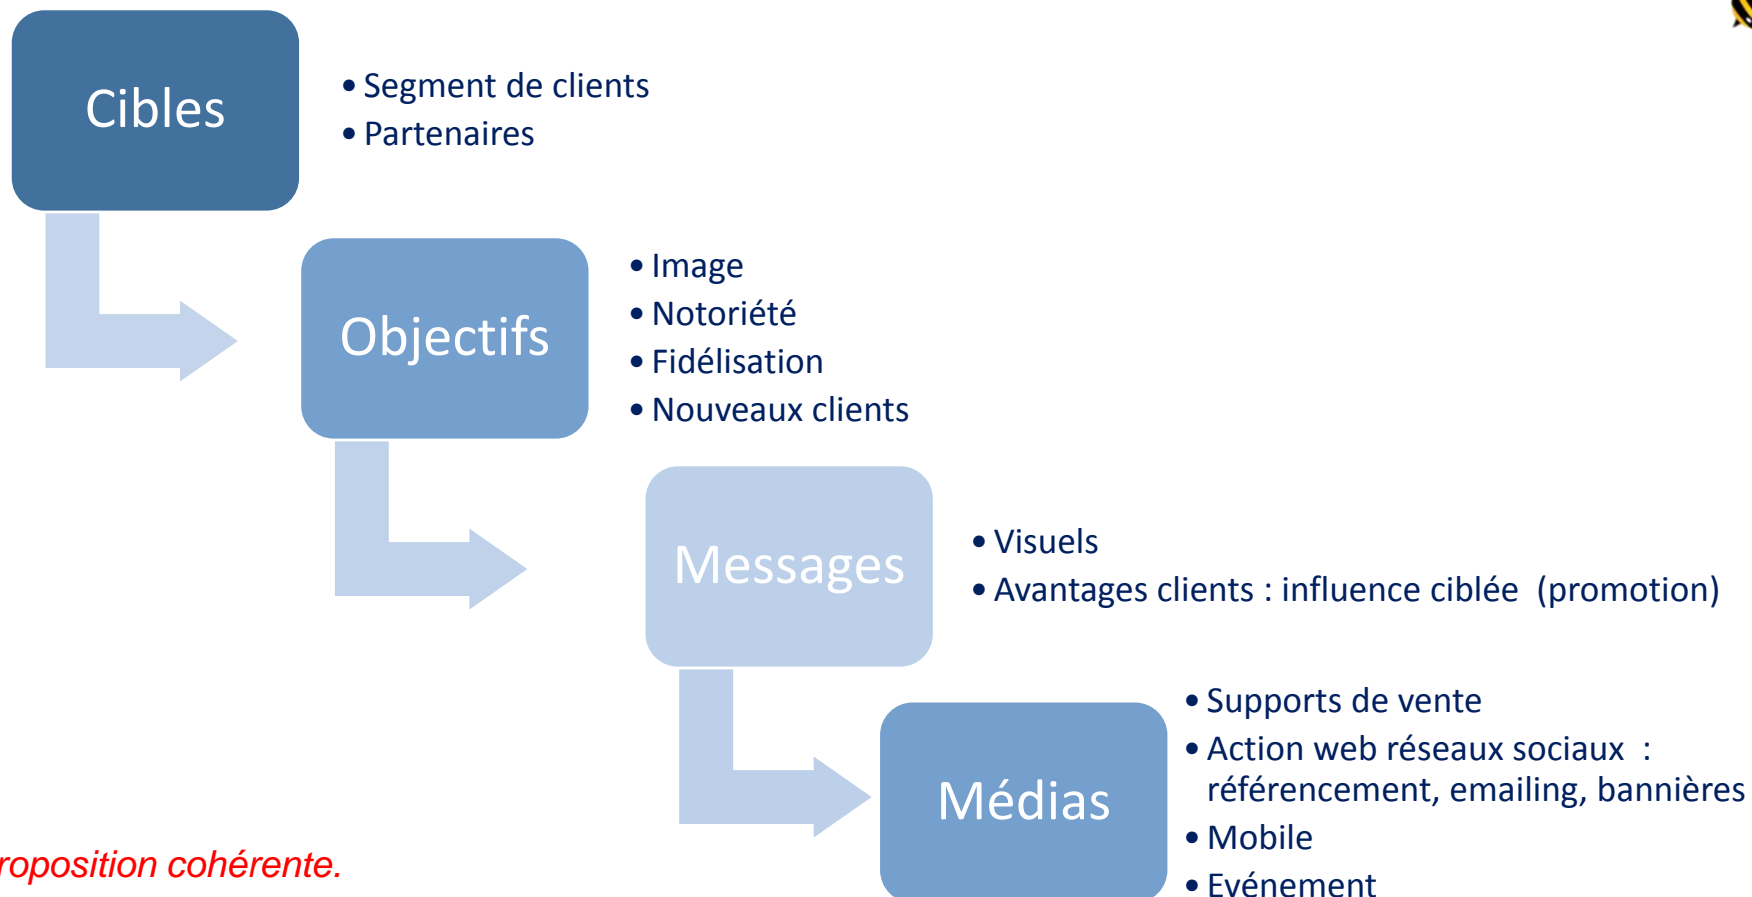 Cibles
• Segment de clients
• Partenaires
Objectifs
• Image
• Notoriété
• Fidélisation
• Nouveaux clients
Messages
• Visuels
• Avantages clients : influence ciblée (promotion)
Médias
• Supports de vente
• Action web réseaux sociaux :
référencement, emailing, bannières
• Mobile
• Evénement
roposition cohérente.